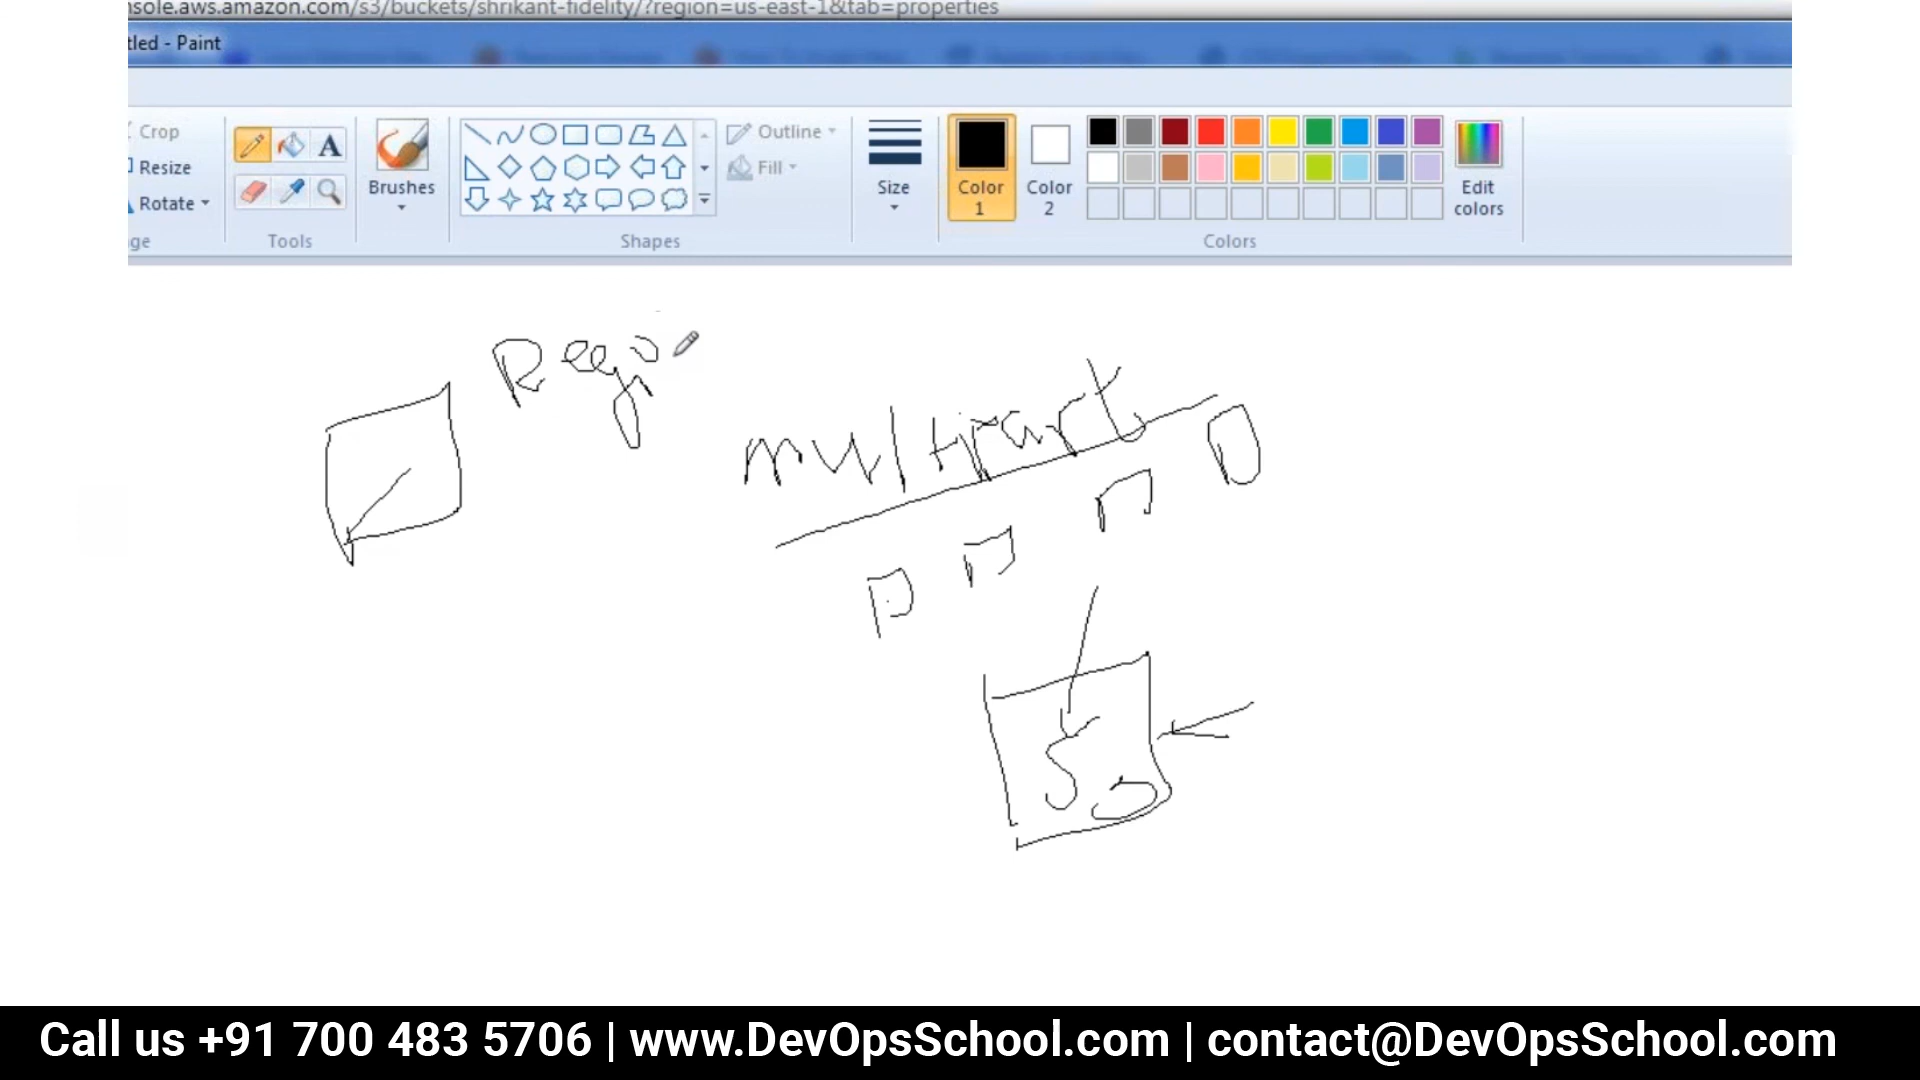 nsole.aws.amazon.com/s3/buckets/shrikant-fidelity/?region=us-east-1&tab=properties
tled - Paint
Crop
Resize
Rotate
ge
Tools
Brushes
Shapes
Outline
Fill
Size
Color 1
Color 2
Edit colors
Colors
Regio
multipart
Call us +91 700 483 5706 | www.DevOpsSchool.com | contact@DevOpsSchool.com